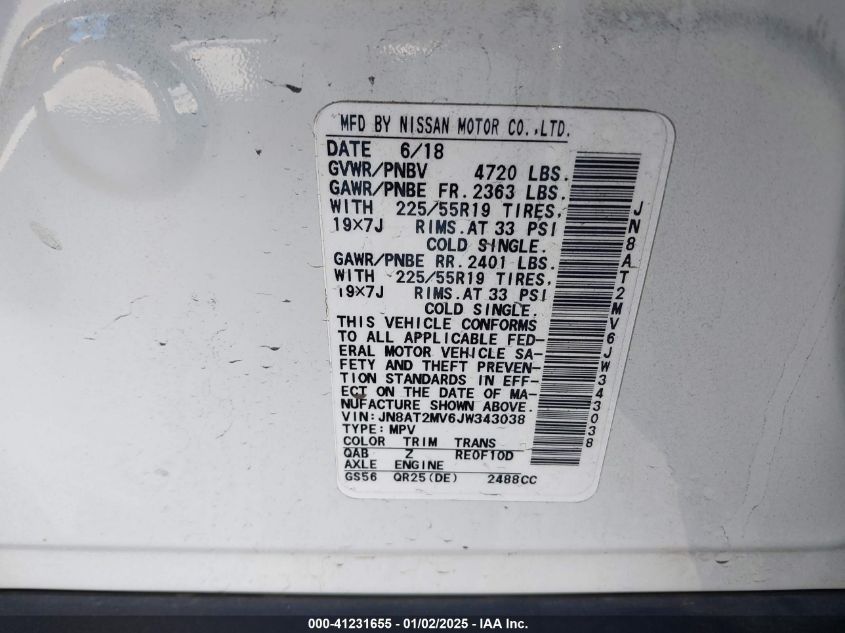 MFD BY NISSAN MOTOR CO.,LTD.
DATE 6/18
GVWR/PNBV 4720 LBS.
GAWR/PNBE FR. 2363 LBS.
WITH 225/55R19 TIRES,
19×7J RIMS.AT 33 PSI
COLD SINGLE.
GAWR/PNBE RR. 2401 LBS.
WITH 225/55R19 TIRES,
19×7J RIMS.AT 33 PSI
COLD SINGLE.
THIS VEHICLE CONFORMS
TO ALL APPLICABLE FED-
ERAL MOTOR VEHICLE SA-
FETY AND THEFT PREVEN-
TION STANDARDS IN EFF-
ECT ON THE DATE OF MA-
NUFACTURE SHOWN ABOVE.
VIN: JN8AT2MV6JW343038
TYPE: MPV
COLOR TRIM TRANS
QAB Z RE0F10D
AXLE ENGINE
GS56 QR25(DE) 2488CC
JN8AT2MV6JW343038
000-41231655 - 01/02/2025 - IAA Inc.